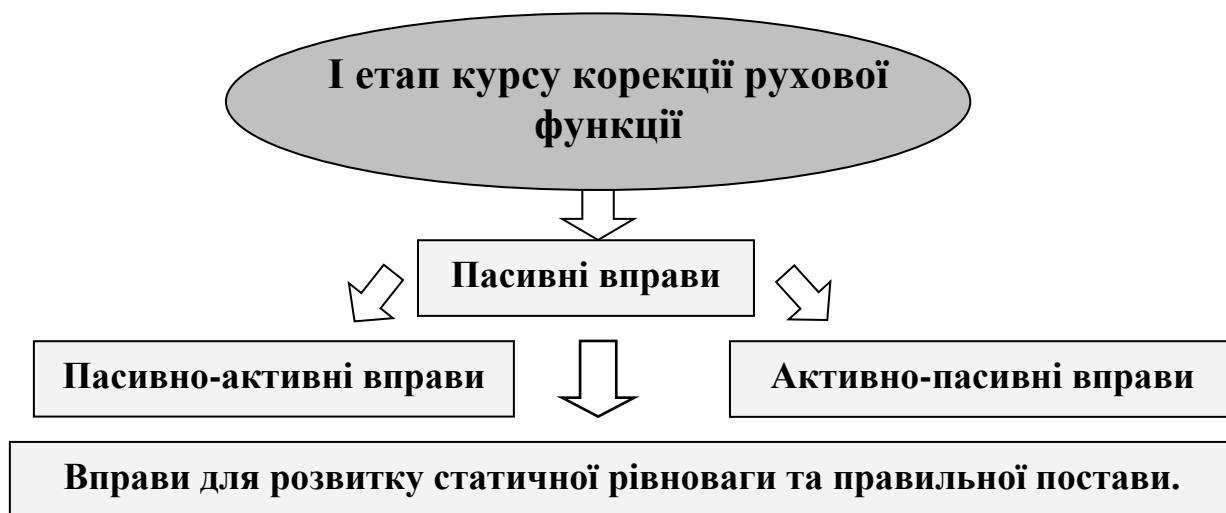 І етап курсу корекції рухової
функції
Пасивні вправи
Пасивно-активні вправи
Активно-пасивні вправи
Вправи для розвитку статичної рівноваги та правильної постави.